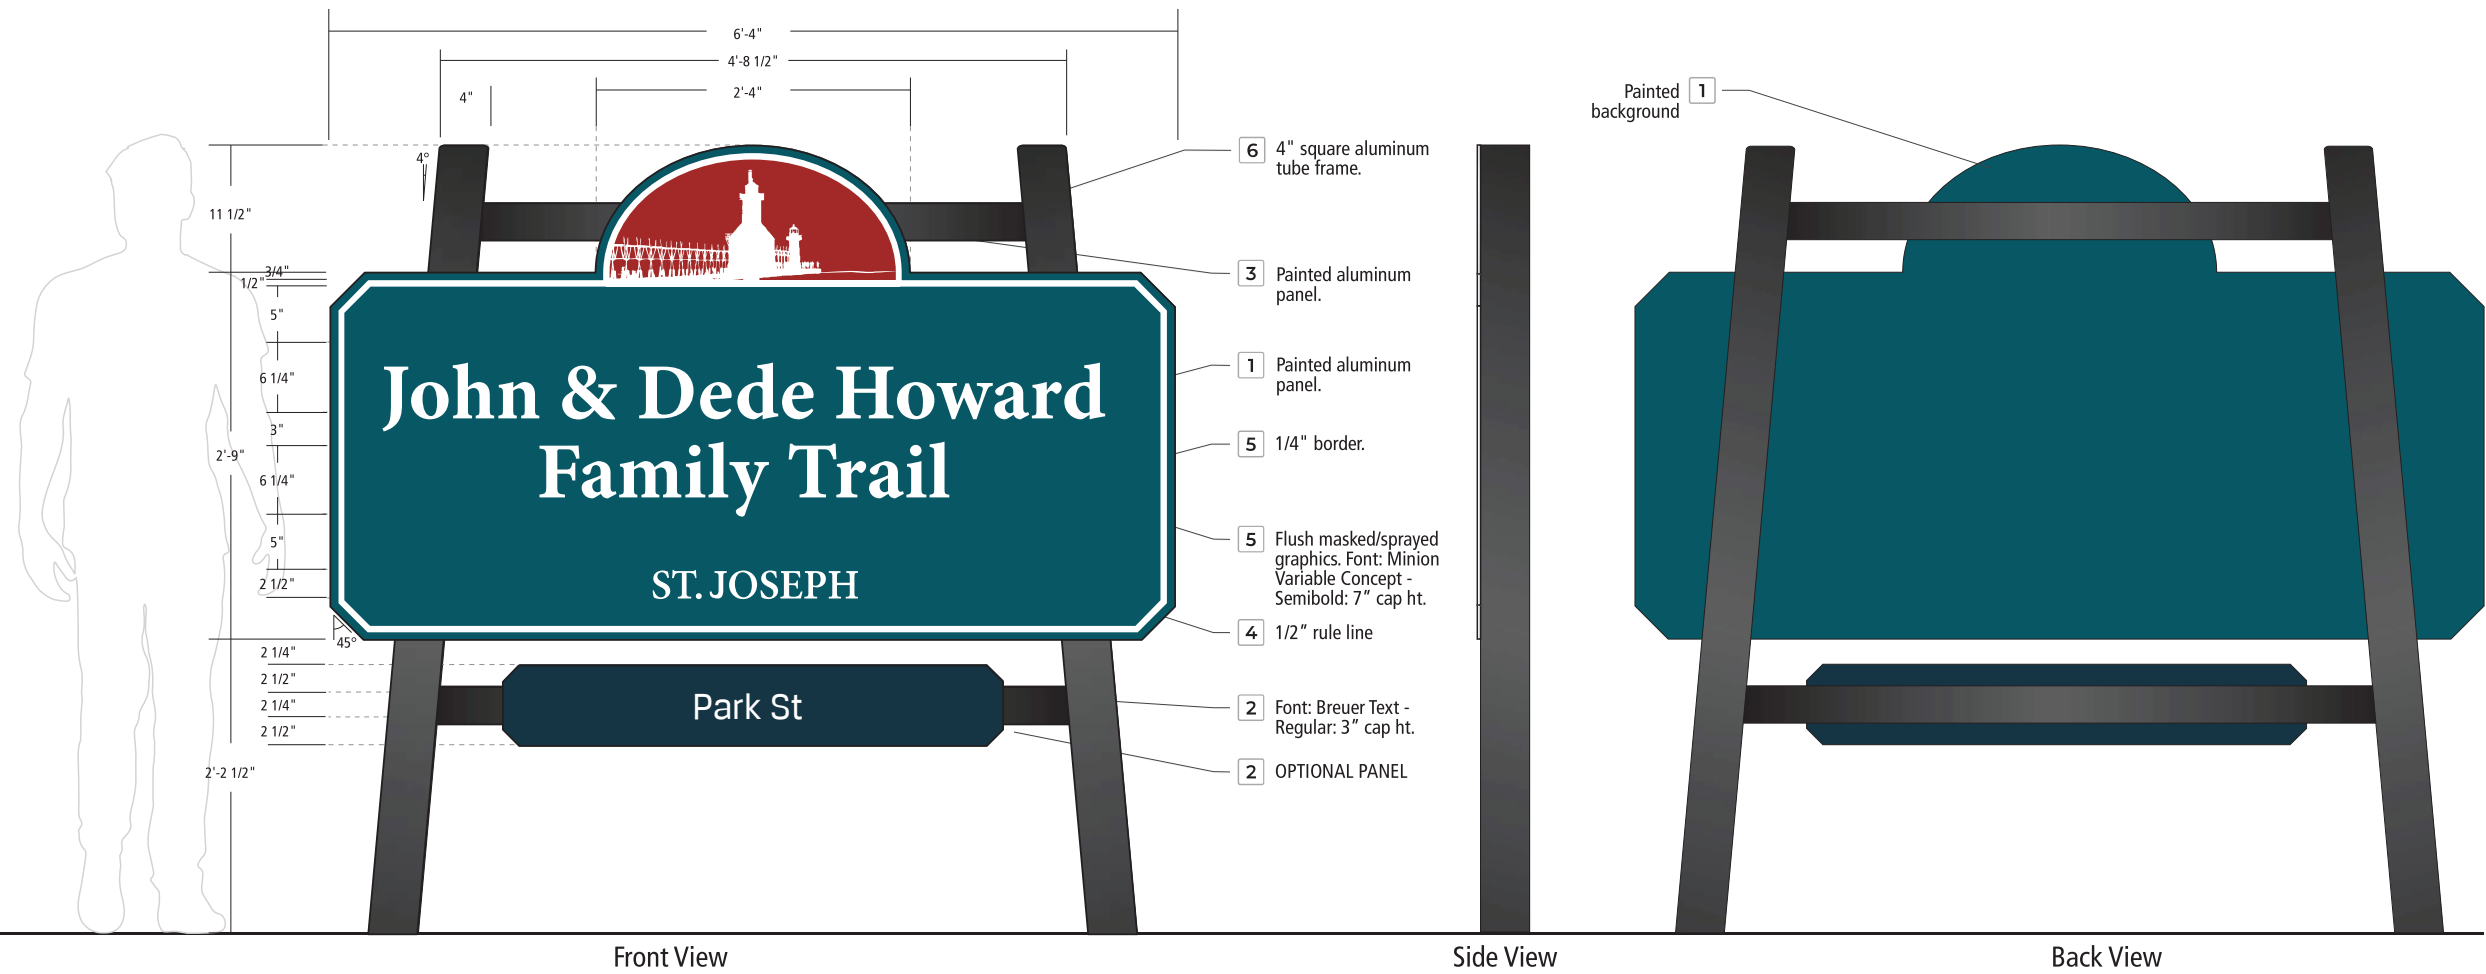 6'-4"
4'-8 1/2"
2'-4"
4"
4°
11 1/2"
3/4"
1/2"
5"
6 1/4"
3"
2'-9"
6 1/4"
5"
2 1/2"
45°
2 1/4"
2 1/2"
2 1/4"
2 1/2"
2'-2 1/2"
John & Dede Howard
Family Trail
ST. JOSEPH
Park St
6
4" square aluminum
tube frame.
3
Painted aluminum
panel.
1
Painted aluminum
panel.
5
1/4" border.
5
Flush masked/sprayed
graphics. Font: Minion
Variable Concept -
Semibold: 7” cap ht.
4
1/2” rule line
2
Font: Breuer Text -
Regular: 3” cap ht.
2
OPTIONAL PANEL
Painted
background
1
Front View
Side View
Back View